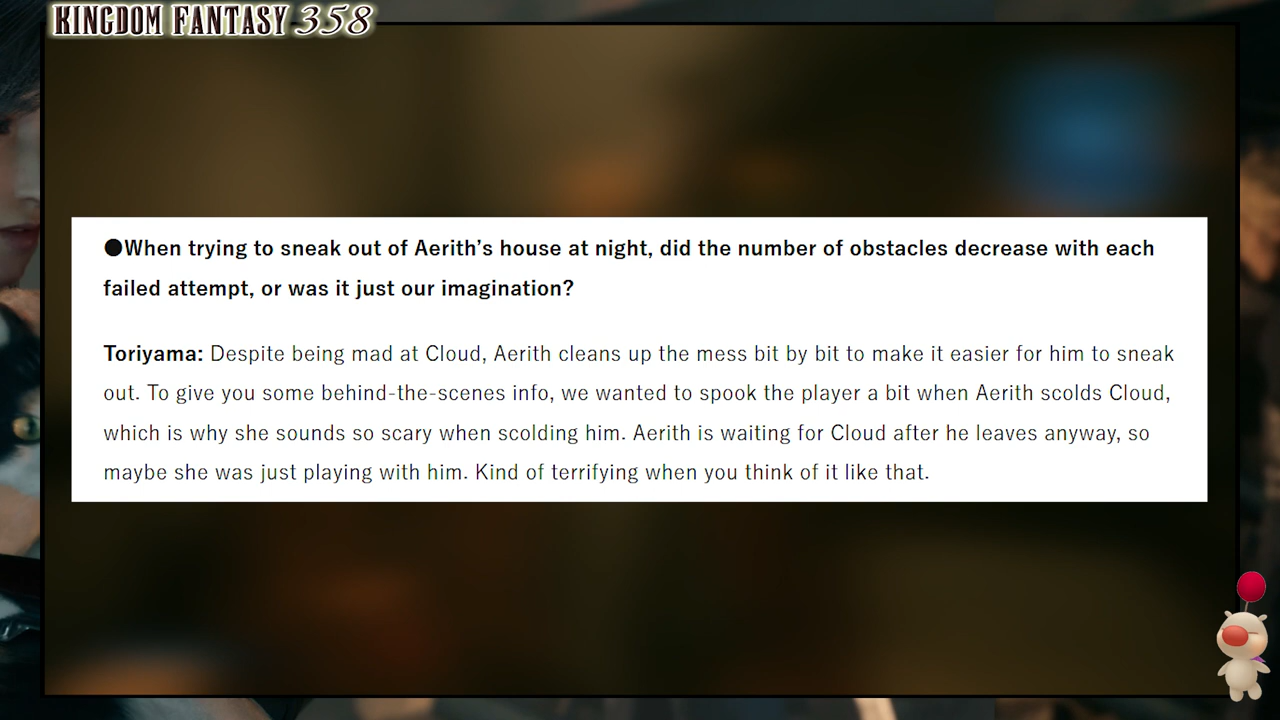 KINGDOM FANTASY 358
●When trying to sneak out of Aerith’s house at night, did the number of obstacles decrease with each
failed attempt, or was it just our imagination?
Toriyama: Despite being mad at Cloud, Aerith cleans up the mess bit by bit to make it easier for him to sneak
out. To give you some behind-the-scenes info, we wanted to spook the player a bit when Aerith scolds Cloud,
which is why she sounds so scary when scolding him. Aerith is waiting for Cloud after he leaves anyway, so
maybe she was just playing with him. Kind of terrifying when you think of it like that.